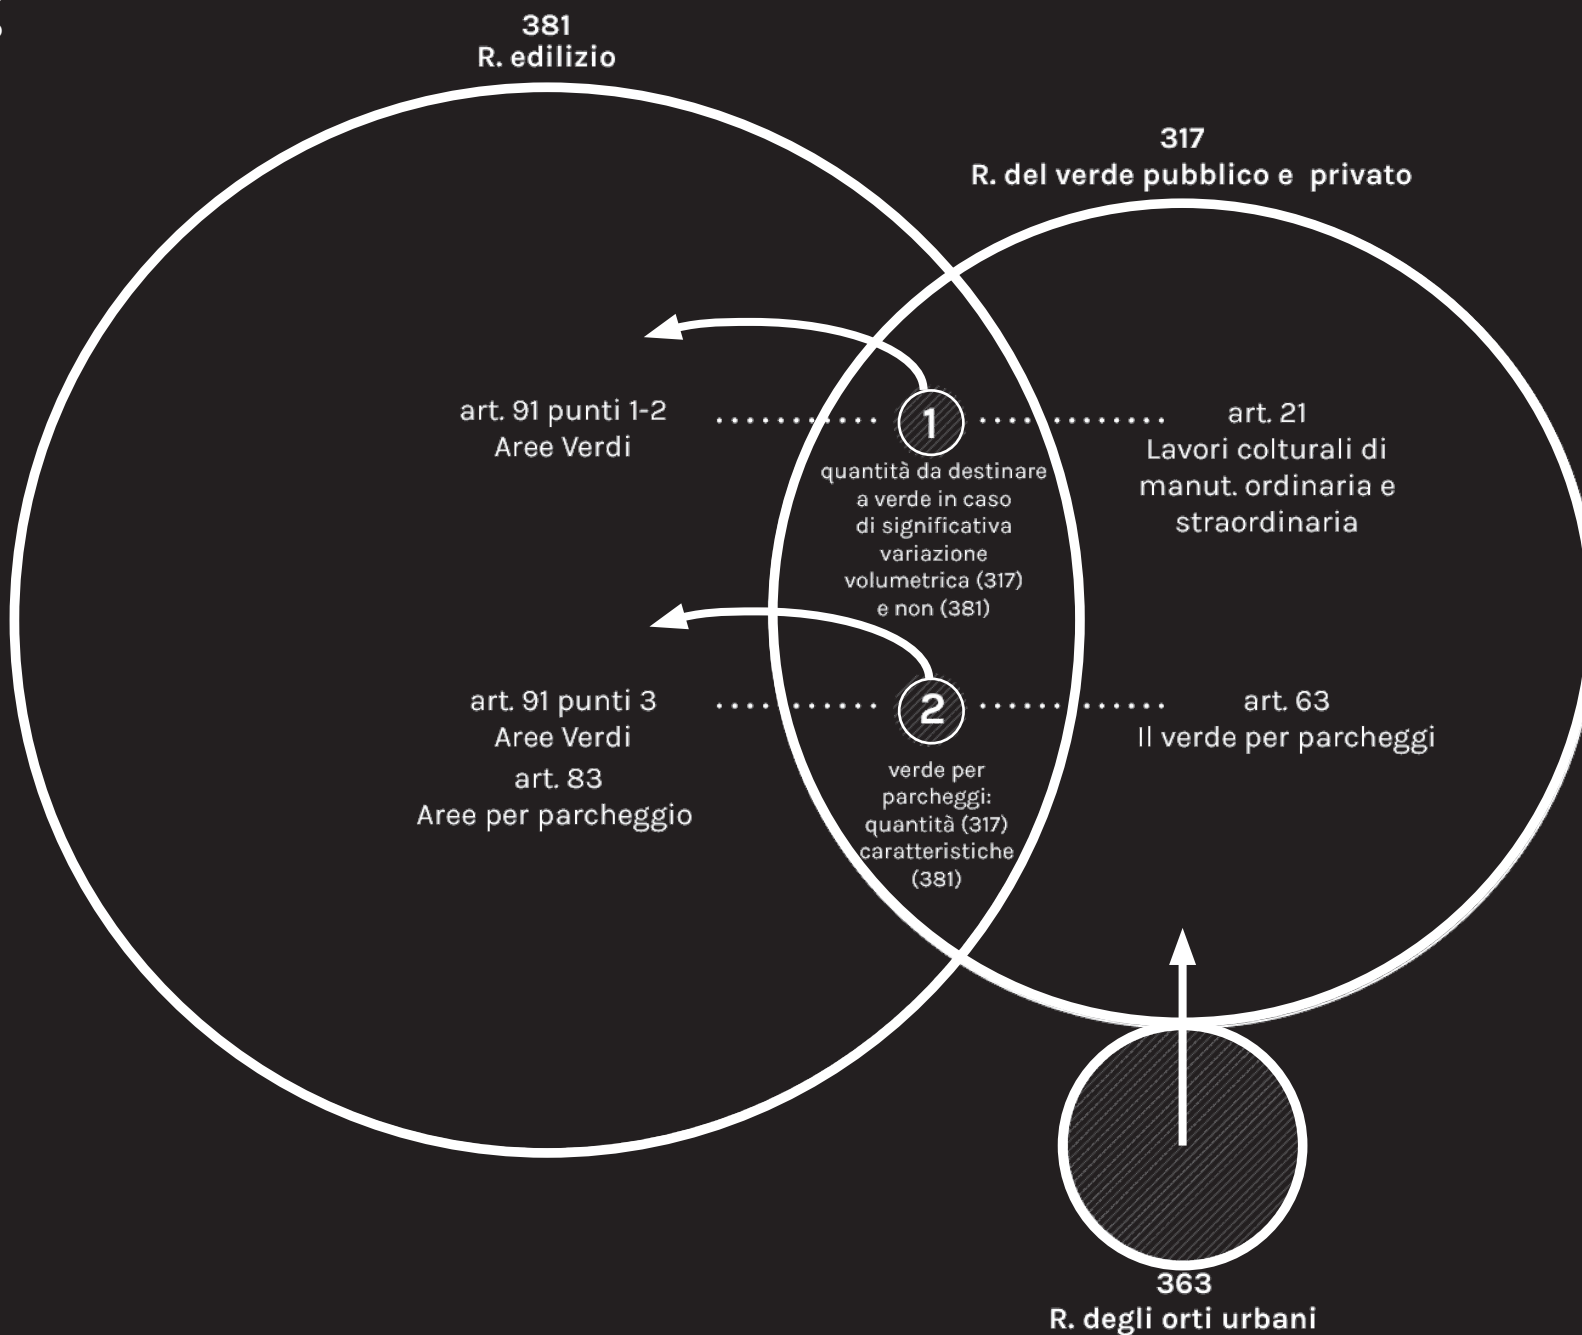 381
R. edilizio
317
R. del verde pubblico e privato
art. 91 punti 1-2
Aree Verdi
1
quantità da destinare
a verde in caso
di significativa
variazione
volumetrica (317)
e non (381)
art. 21
Lavori colturali di
manut. ordinaria e
straordinaria
art. 91 punti 3
Aree Verdi
art. 83
Aree per parcheggio
2
verde per
parcheggi:
quantità (317)
caratteristiche
(381)
art. 63
Il verde per parcheggi
363
R. degli orti urbani